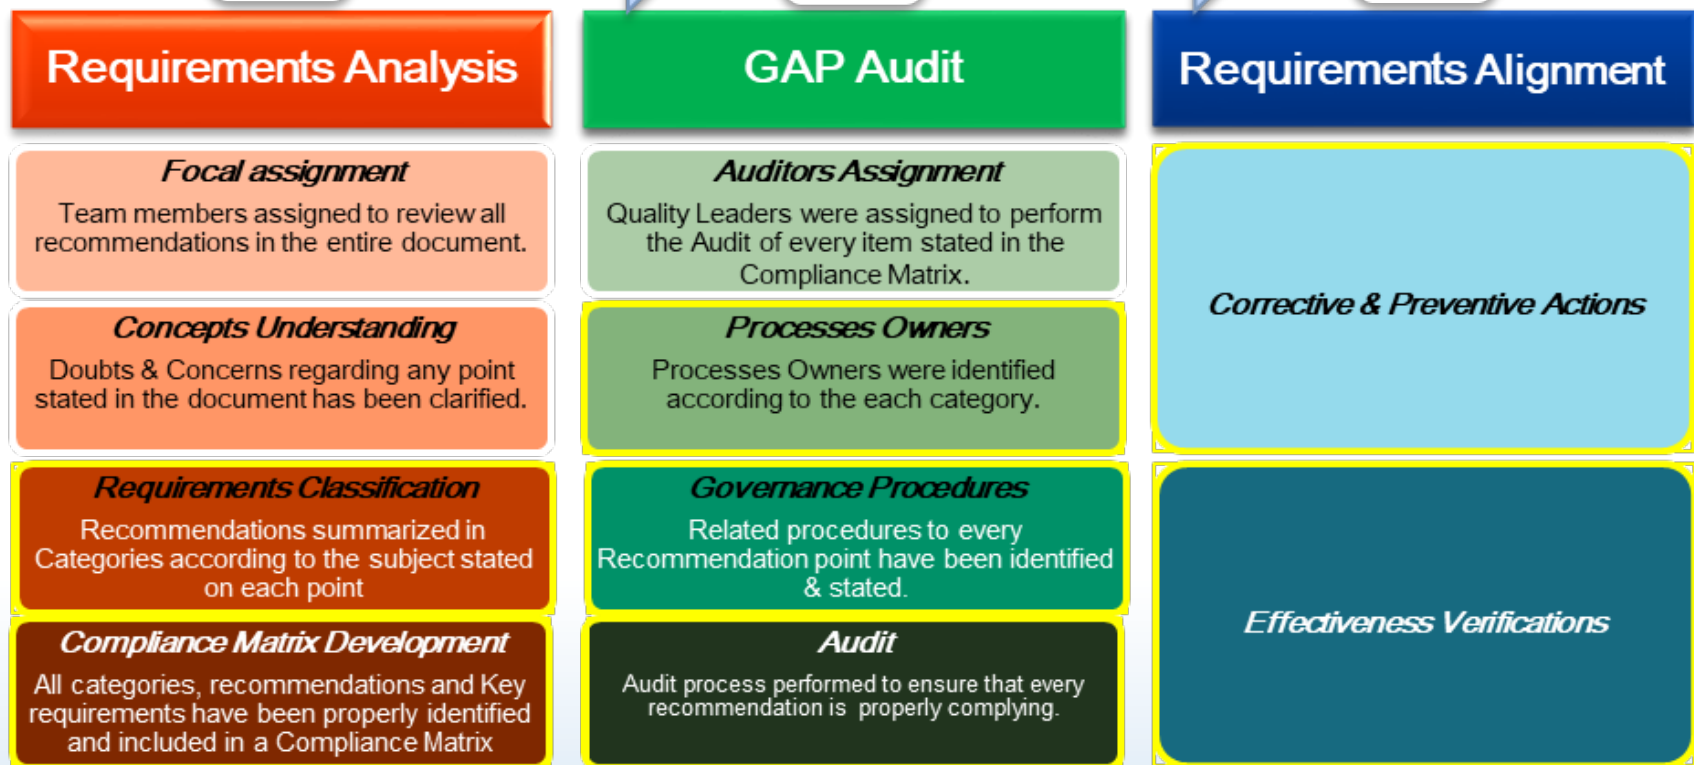 Requirements Analysis
Focal assignment
Team members assigned to review all
recommendations in the entire document.
Concepts Understanding
Doubts & Concerns regarding any point
stated in the document has been clarified.
Requirements Classification
Recommendations summarized in
Categories according to the subject stated
on each point
Compliance Matrix Development
All categories, recommendations and Key
requirements have been properly identified
and included in a Compliance Matrix
GAP Audit
Auditors Assignment
Quality Leaders were assigned to perform
the Audit of every item stated in the
Compliance Matrix.
Processes Owners
Processes Owners were identified
according to the each category.
Governance Procedures
Related procedures to every
Recommendation point have been identified
& stated.
Audit
Audit process performed to ensure that every
recommendation is properly complying.
Requirements Alignment
Corrective & Preventive Actions
Effectiveness Verifications